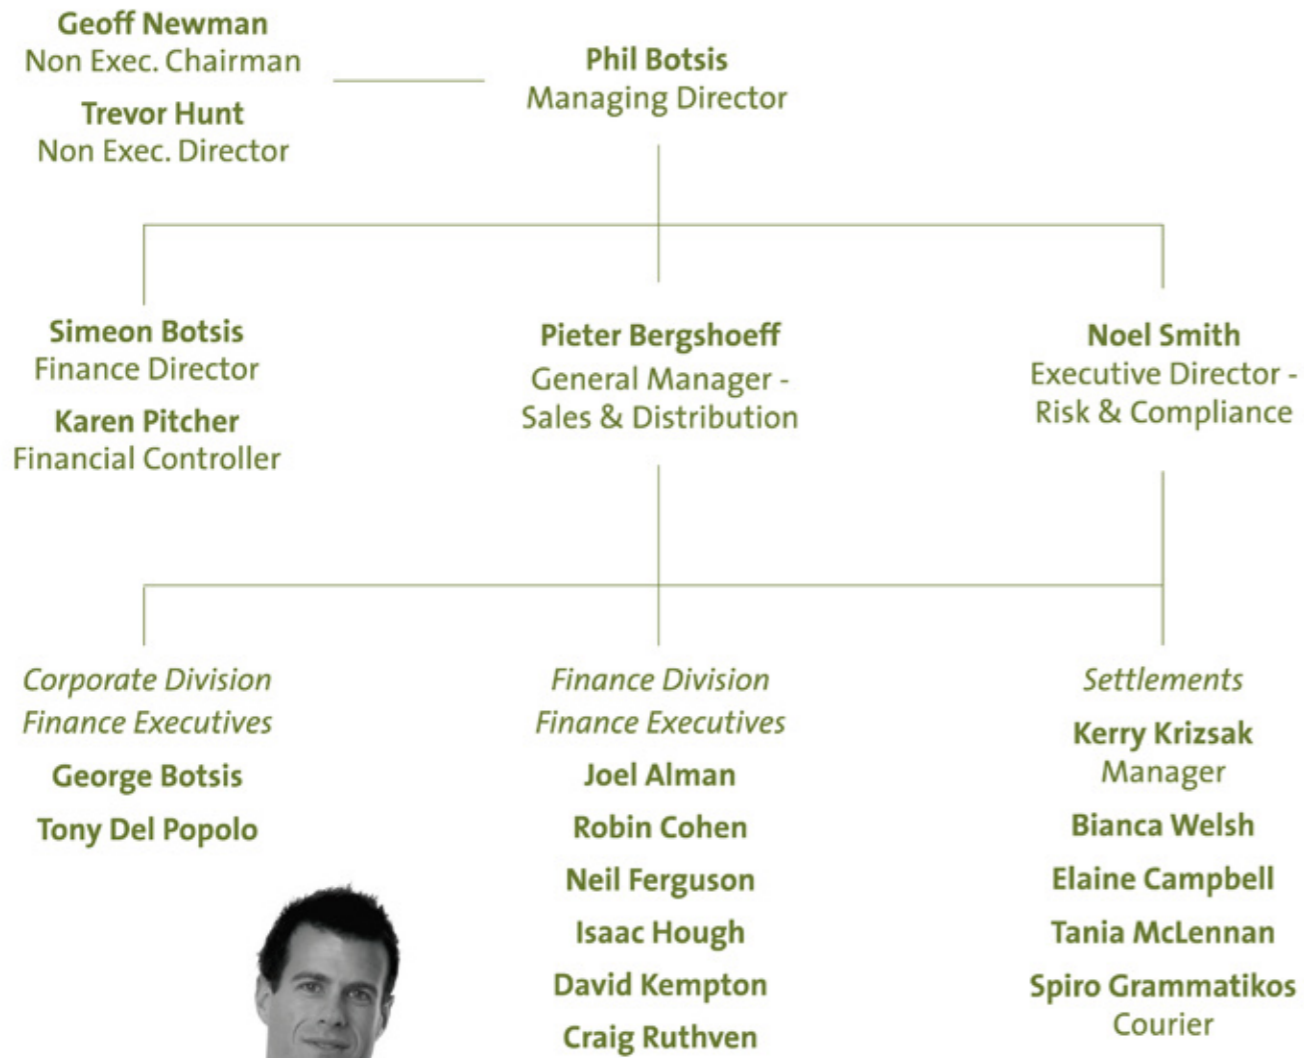 Geoff Newman
Non Exec. Chairman
Trevor Hunt
Non Exec. Director
Phil Botsis
Managing Director
Simeon Botsis
Finance Director
Karen Pitcher
Financial Controller
Pieter Bergshoeff
General Manager -
Sales & Distribution
Noel Smith
Executive Director -
Risk & Compliance
Corporate Division
Finance Executives
George Botsis
Tony Del Popolo
Finance Division
Finance Executives
Joel Alman
Robin Cohen
Neil Ferguson
Isaac Hough
David Kempton
Craig Ruthven
Settlements
Kerry Krizsak
Manager
Bianca Welsh
Elaine Campbell
Tania McLennan
Spiro Grammatikos
Courier